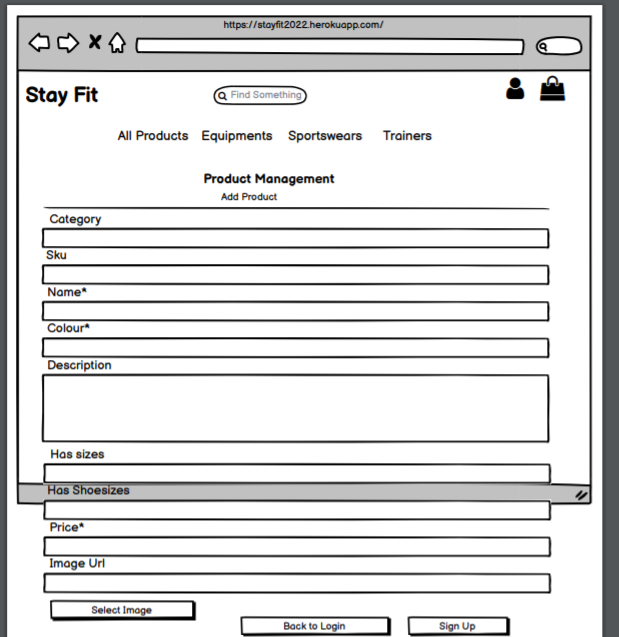 https://stayfit2022.herokuapp.com/
Stay Fit
Find Something
All Products Equipments Sportswears Trainers
Product Management
Add Product
Category
Sku
Name*
Colour*
Description
Has sizes
Has Shoesizes
Price*
Image Url
Select Image
Back to Login Sign Up